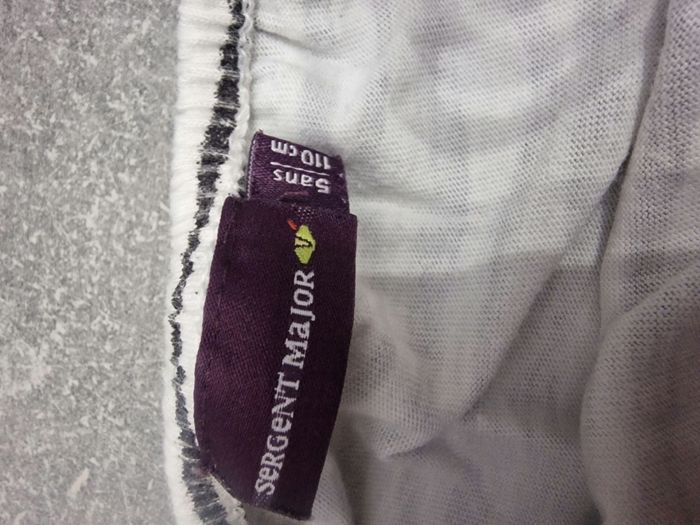 5ans
110cm
SeRGeNT MaJoR